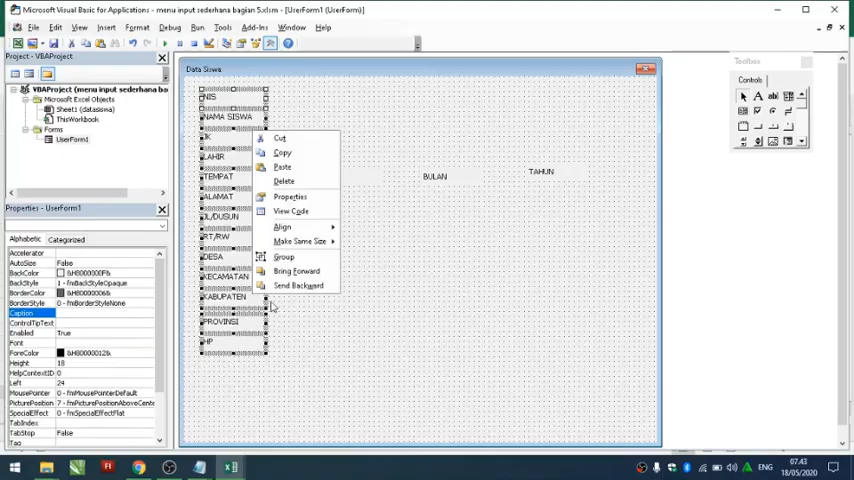 Microsoft Visual Basic for Applications - menu input sederhana bagian 5.xlsm - [UserForm1 (UserForm)]
File Edit View Insert Format Debug Run Tools Add-Ins Window Help
Project - VBAProject
VBAProject (menu input sederhana ba
Microsoft Excel Objects
Sheet1 (datasiswa)
ThisWorkbook
Forms
UserForm1
Properties - UserForm1
Alphabetic Categorized
Accelerator
AutoSize False
BackColor &H8000000F&
BackStyle 1 - fmBackStyleOpaque
BorderColor &H80000006&
BorderStyle 0 - fmBorderStyleNone
Caption
ControlTipText
Enabled True
Font
ForeColor &H80000012&
Height 18
HelpContextID 0
Left 24
MousePointer 0 - fmMousePointerDefault
PicturePosition 7 - fmPicturePositionAboveCente
SpecialEffect 0 - fmSpecialEffectFlat
TabIndex
TabStop False
Tag
Data Siswa
NIS
NAMA SISWA
JK
LAHIR
TEMPAT
ALAMAT
JL/DUSUN
RT/RW
DESA
KECAMATAN
KABUPATEN
PROVINSI
HP
BULAN
TAHUN
Cut
Copy
Paste
Delete
Properties
View Code
Align
Make Same Size
Group
Bring Forward
Send Backward
Toolbox
Controls
ENG
07.43
18/05/2020